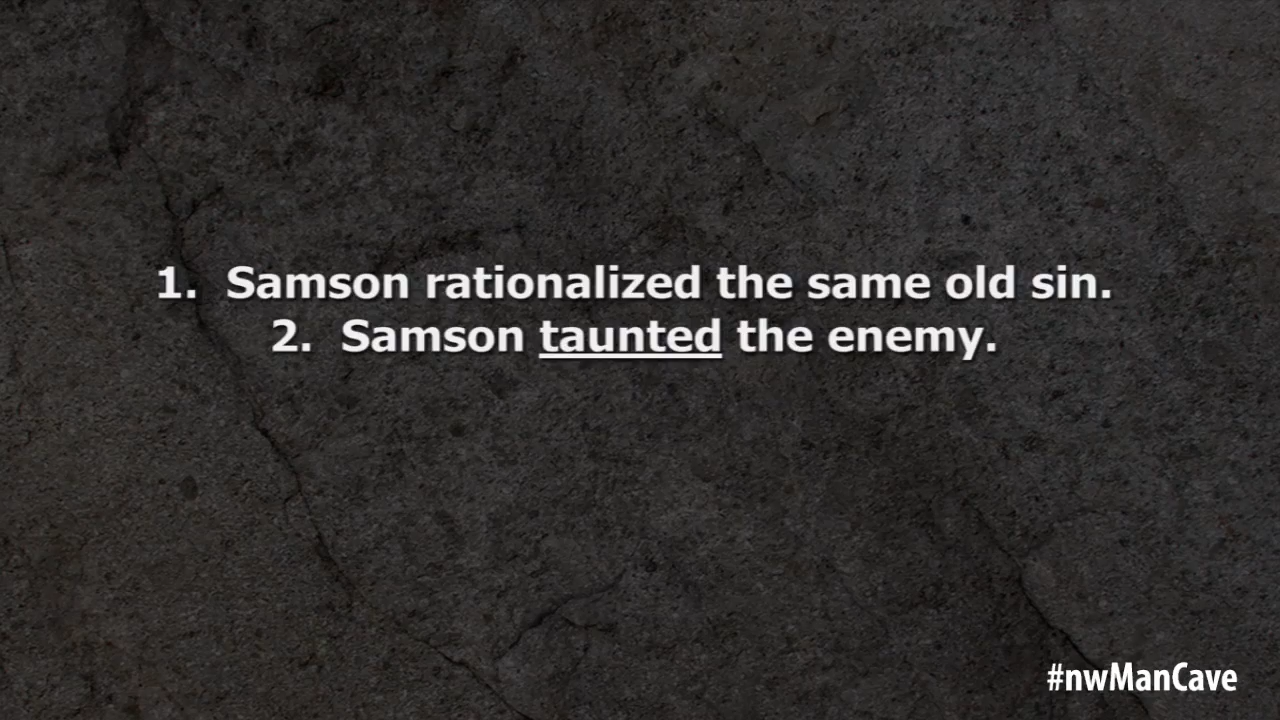 1. Samson rationalized the same old sin.
2. Samson taunted the enemy.
#nwManCave